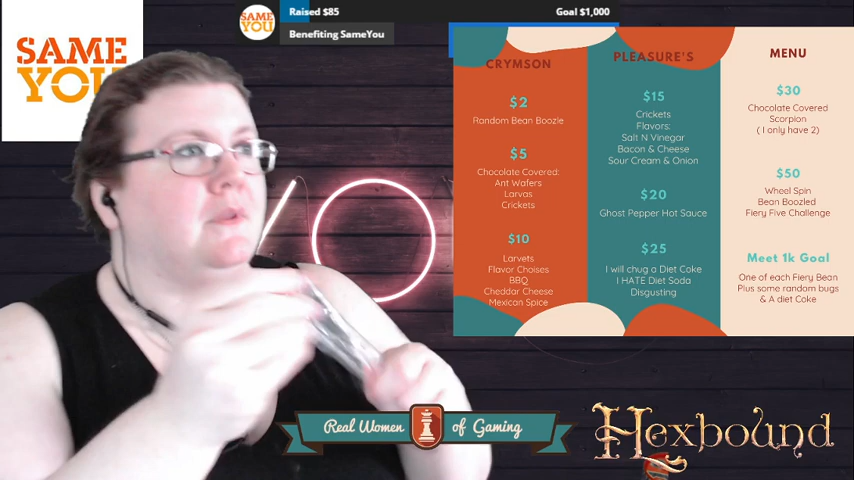 SAME
YOU
SAME
YOU
Raised $85
Goal $1,000
Benefiting SameYou
CRYMSON
$2
Random Bean Boozle
$5
Chocolate Covered:
Ant Wafers
Larvas
Crickets
$10
Larvets
Flavor Choises
BBQ
Cheddar Cheese
Mexican Spice
PLEASURE'S
$15
Crickets
Flavors:
Salt N Vinegar
Bacon & Cheese
Sour Cream & Onion
$20
Ghost Pepper Hot Sauce
$25
I will chug a Diet Coke
I HATE Diet Soda
Disgusting
MENU
$30
Chocolate Covered
Scorpion
( I only have 2)
$50
Wheel Spin
Bean Boozled
Fiery Five Challenge
Meet 1k Goal
One of each Fiery Bean
Plus some random bugs
& A diet Coke
Real Women of Gaming
Hexbound